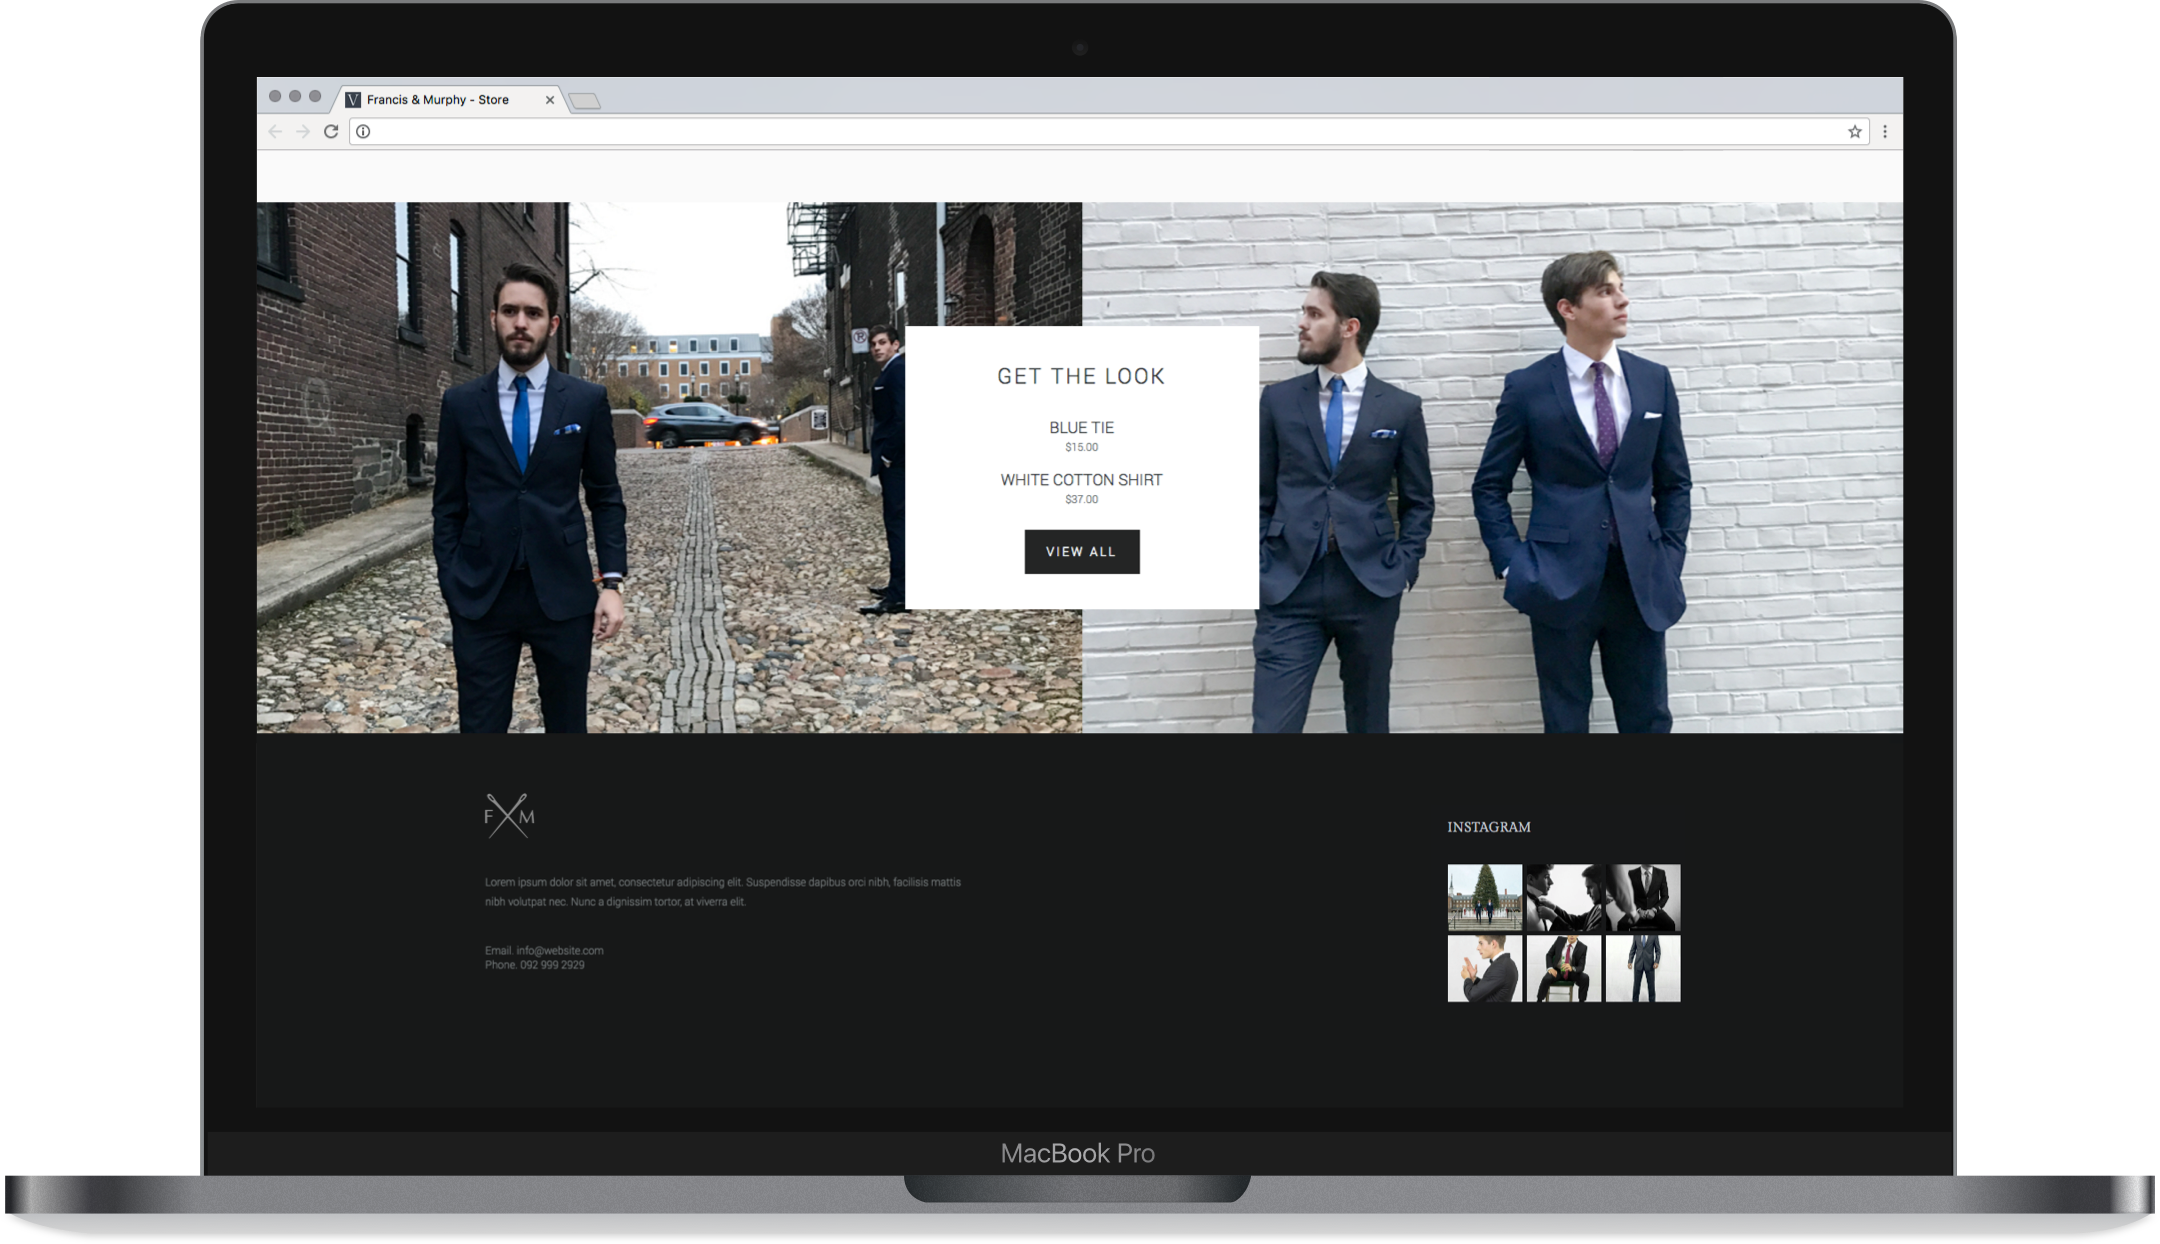 V
Francis & Murphy - Store
GET THE LOOK
BLUE TIE
$15.00
WHITE COTTON SHIRT
$37.00
VIEW ALL
F M
Lorem ipsum dolor sit amet, consectetur adipiscing elit. Suspendisse dapibus orci nibh, facilisis mattis
nibh volutpat nec. Nunc a dignissim tortor, at viverra elit.
Email. info@website.com
Phone. 092 999 2929
INSTAGRAM
MacBook Pro